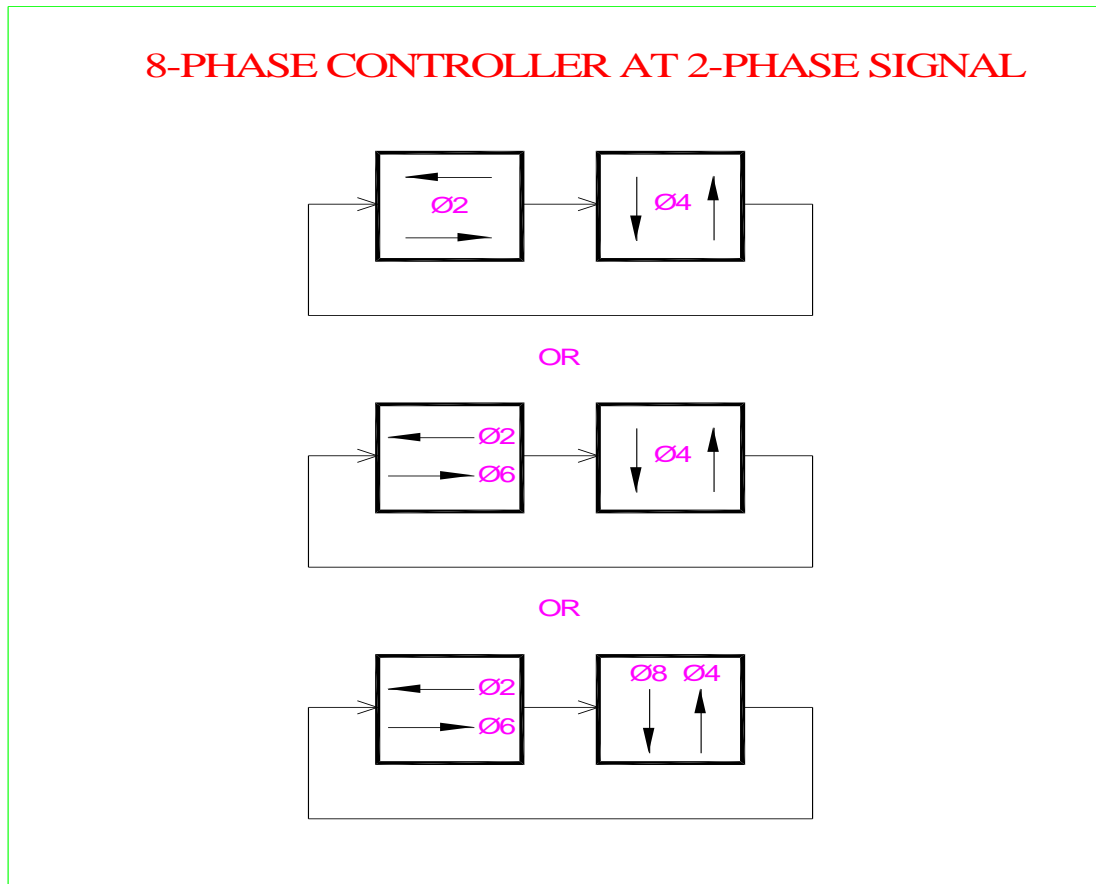 8-PHASE CONTROLLER AT 2-PHASE SIGNAL
Ø2
Ø4
OR
Ø2
Ø6
Ø4
OR
Ø2
Ø6
Ø8 Ø4